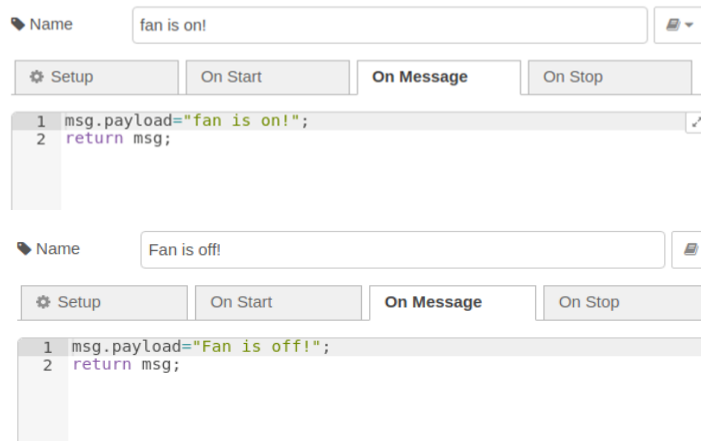 Name fan is on!
Setup On Start On Message On Stop
1 msg.payload="fan is on!";
2 return msg;
Name Fan is off!
Setup On Start On Message On Stop
1 msg.payload="Fan is off!";
2 return msg;